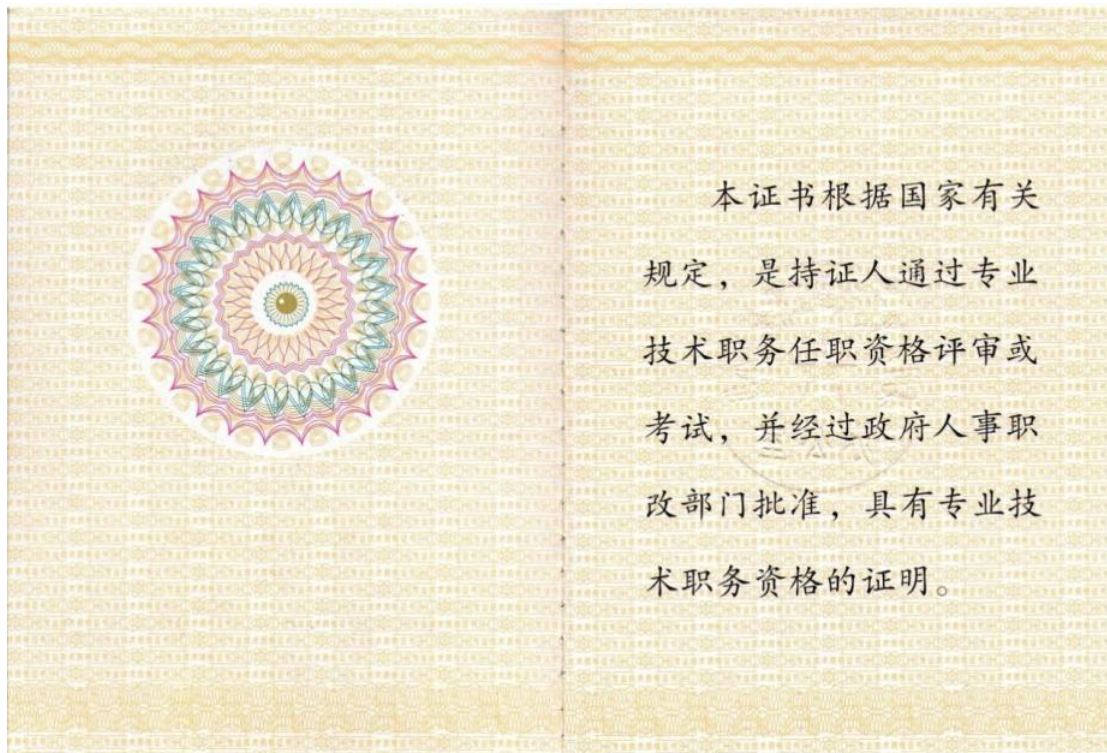 本证书根据国家有关
规定，是持证人通过专业
技术职务任职资格评审或
考试，并经过政府人事职
改部门批准，具有专业技
术职务资格的证明。